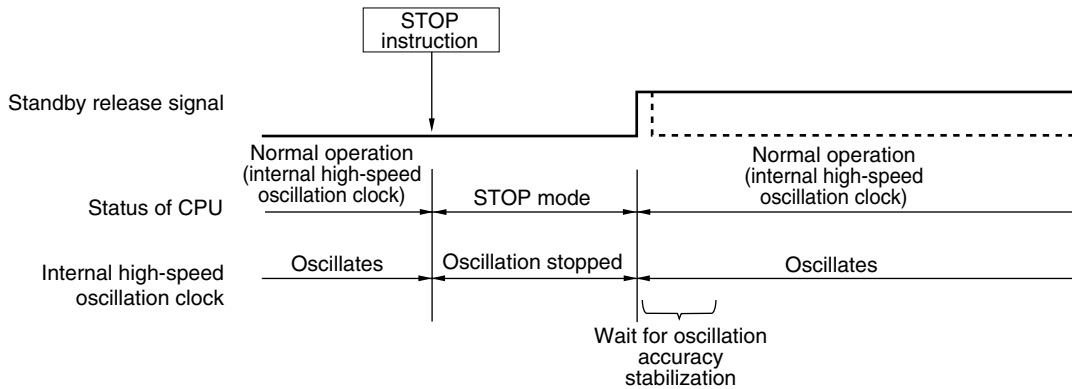 STOP
instruction
Standby release signal
Normal operation
(internal high-speed
oscillation clock)
Normal operation
(internal high-speed
oscillation clock)
Status of CPU
STOP mode
Internal high-speed
oscillation clock
Oscillates
Oscillation stopped
Oscillates
Wait for oscillation
accuracy
stabilization